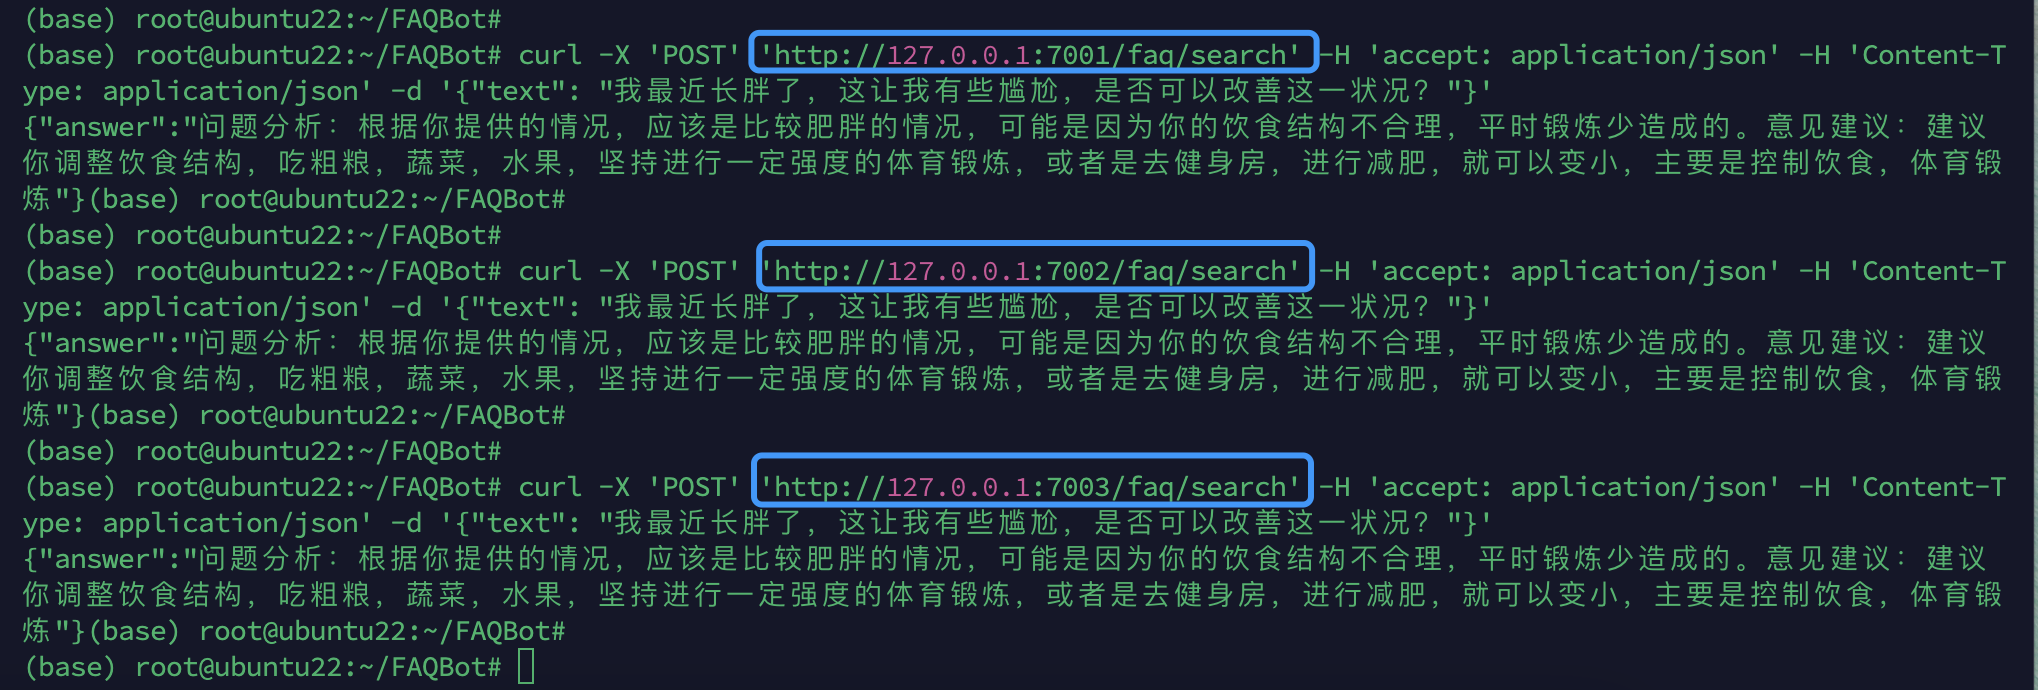 (base) root@ubuntu22:~/FAQBot#
(base) root@ubuntu22:~/FAQBot# curl -X 'POST' 'http://127.0.0.1:7001/faq/search' -H 'accept: application/json' -H 'Content-T
ype: application/json' -d '{"text": "我最近长胖了，这让我有些尴尬，是否可以改善这一状况？"}'
{"answer":"问题分析：根据你提供的情况，应该是比较肥胖的情况，可能是因为你的饮食结构不合理，平时锻炼少造成的。意见建议：建议
你调整饮食结构，吃粗粮，蔬菜，水果，坚持进行一定强度的体育锻炼，或者是去健身房，进行减肥，就可以变小，主要是控制饮食，体育锻
炼"}(base) root@ubuntu22:~/FAQBot#
(base) root@ubuntu22:~/FAQBot#
(base) root@ubuntu22:~/FAQBot# curl -X 'POST' 'http://127.0.0.1:7002/faq/search' -H 'accept: application/json' -H 'Content-T
ype: application/json' -d '{"text": "我最近长胖了，这让我有些尴尬，是否可以改善这一状况？"}'
{"answer":"问题分析：根据你提供的情况，应该是比较肥胖的情况，可能是因为你的饮食结构不合理，平时锻炼少造成的。意见建议：建议
你调整饮食结构，吃粗粮，蔬菜，水果，坚持进行一定强度的体育锻炼，或者是去健身房，进行减肥，就可以变小，主要是控制饮食，体育锻
炼"}(base) root@ubuntu22:~/FAQBot#
(base) root@ubuntu22:~/FAQBot#
(base) root@ubuntu22:~/FAQBot# curl -X 'POST' 'http://127.0.0.1:7003/faq/search' -H 'accept: application/json' -H 'Content-T
ype: application/json' -d '{"text": "我最近长胖了，这让我有些尴尬，是否可以改善这一状况？"}'
{"answer":"问题分析：根据你提供的情况，应该是比较肥胖的情况，可能是因为你的饮食结构不合理，平时锻炼少造成的。意见建议：建议
你调整饮食结构，吃粗粮，蔬菜，水果，坚持进行一定强度的体育锻炼，或者是去健身房，进行减肥，就可以变小，主要是控制饮食，体育锻
炼"}(base) root@ubuntu22:~/FAQBot#
(base) root@ubuntu22:~/FAQBot#